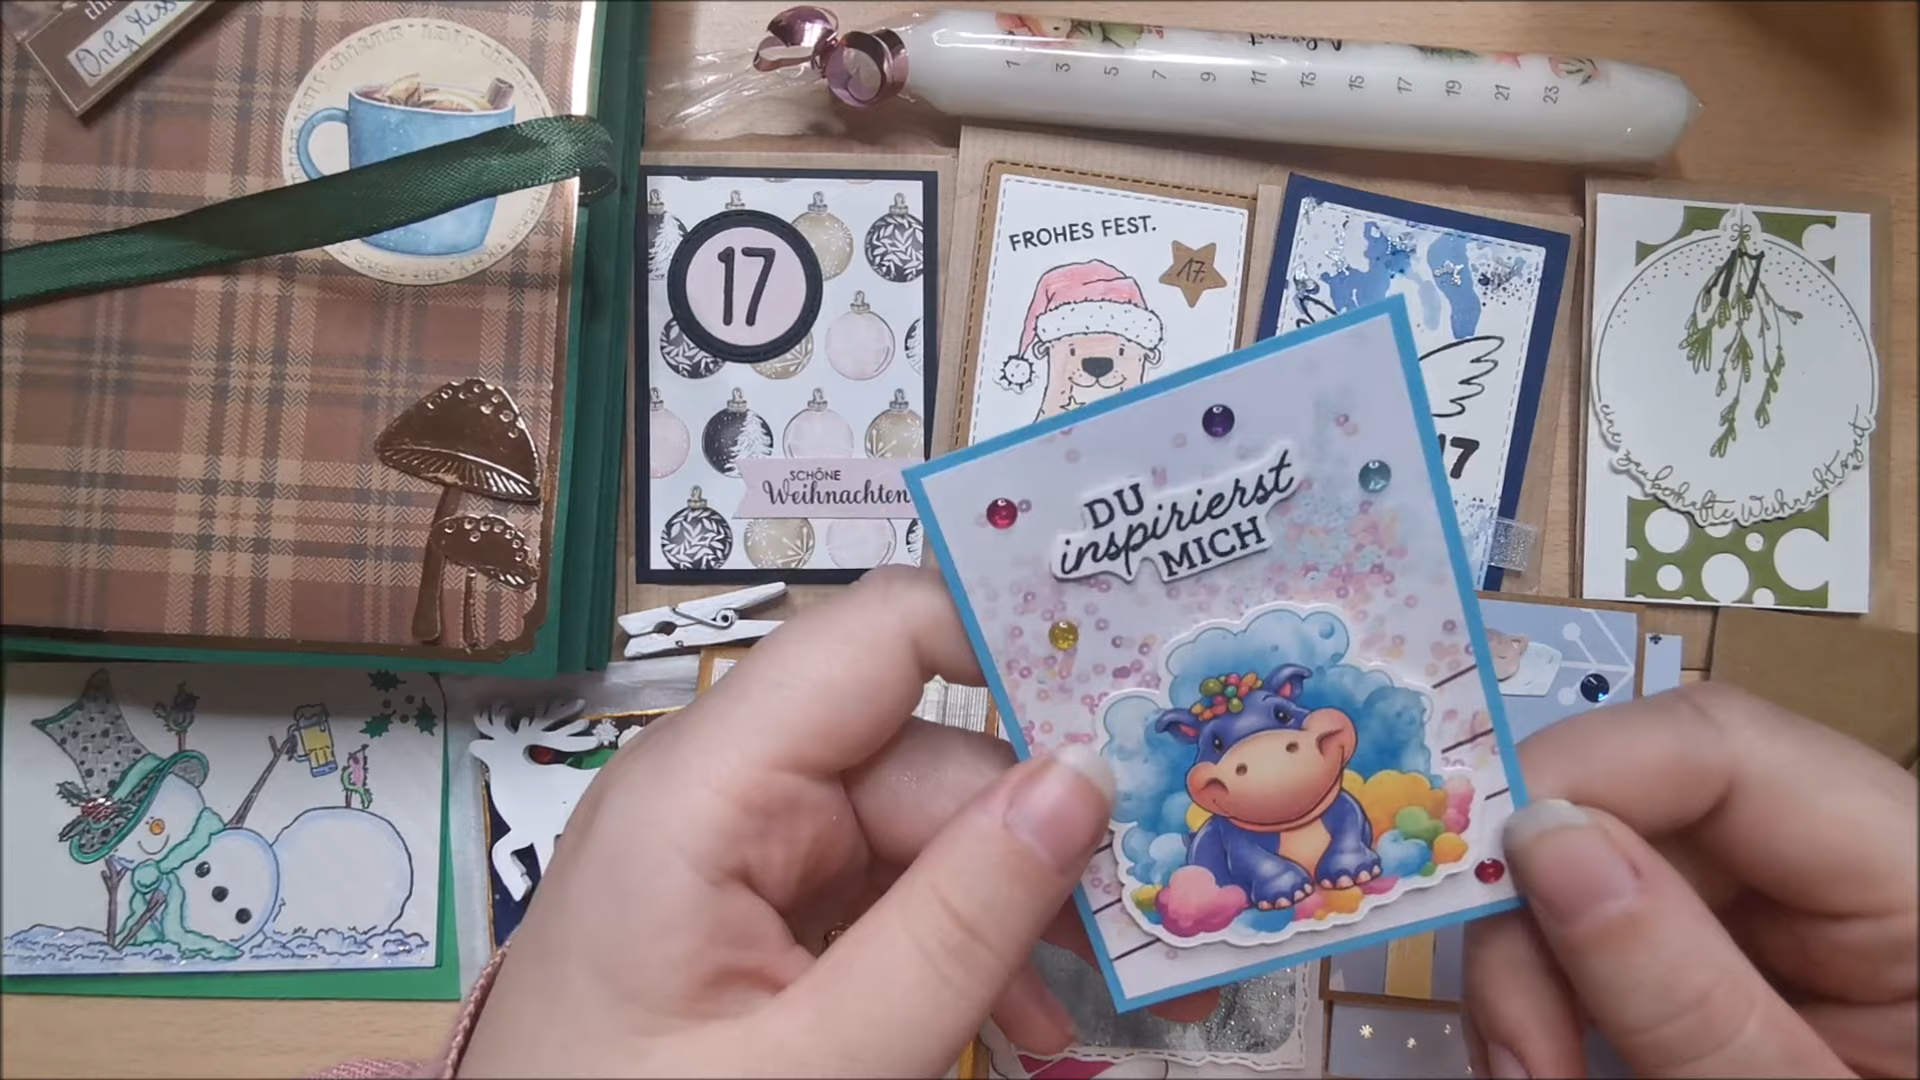 Only Kiss
1 3 5 7 9 11 13 15 17 19 21 23
17
SCHÖNE
Weihnachten
FROHES FEST.
17.
17
eine zauberhafte Weihnachtszeit
DU
inspirierst
MICH